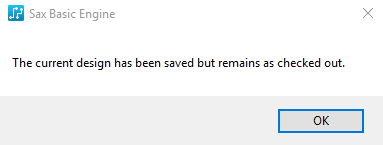 Sax Basic Engine
The current design has been saved but remains as checked out.
OK